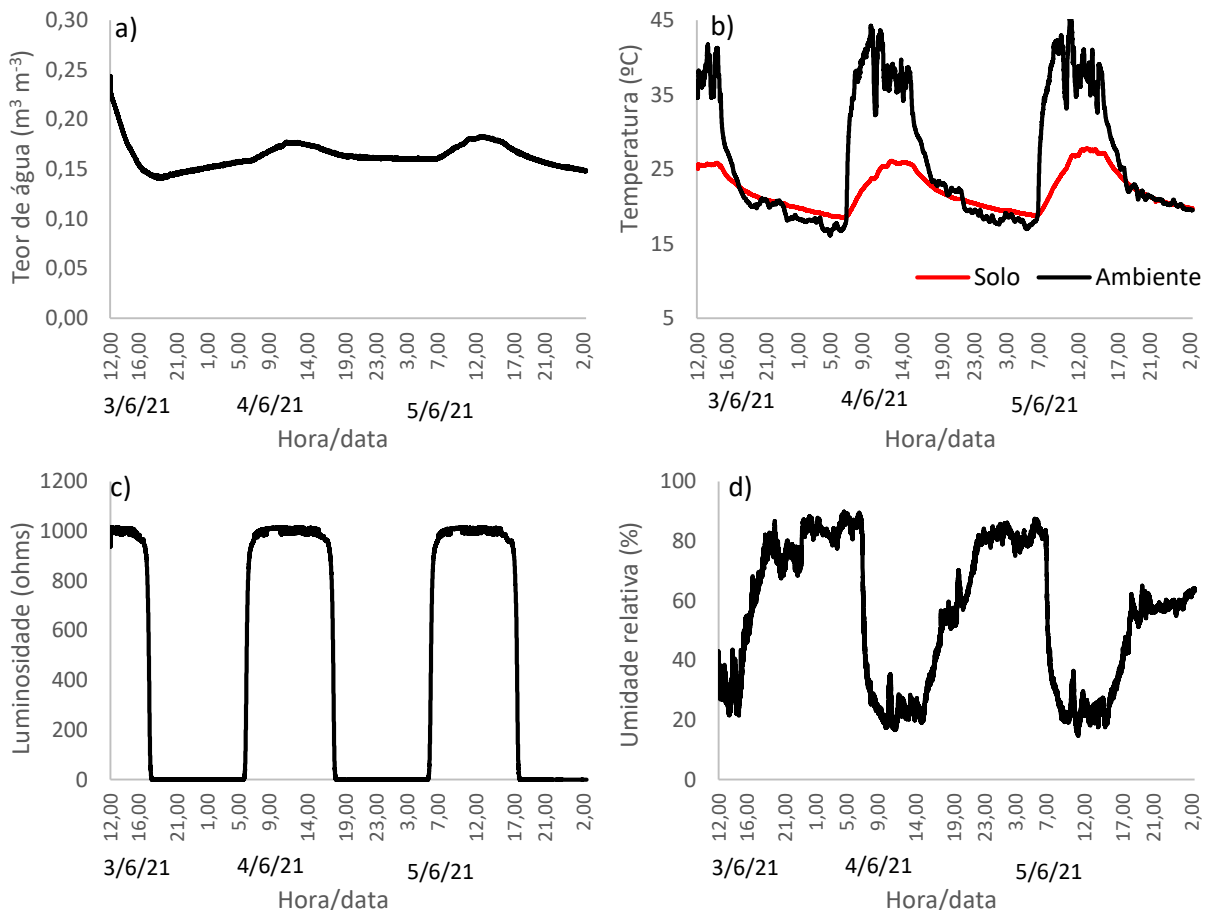 a)
Teor de água (m³ m⁻³)
0,30
0,25
0,20
0,15
0,10
0,05
0,00
12,00 16,00 21,00 1,00 5,00 9,00 14,00 19,00 23,00 3,00 7,00 12,00 17,00 21,00 2,00
3/6/21 4/6/21 5/6/21
Hora/data
b)
Temperatura (ºC)
45
35
25
15
5
Solo Ambiente
12,00 16,00 21,00 1,00 5,00 9,00 14,00 19,00 23,00 3,00 7,00 12,00 17,00 21,00 2,00
3/6/21 4/6/21 5/6/21
Hora/data
c)
Luminosidade (ohms)
1200
1000
800
600
400
200
0
12,00 16,00 21,00 1,00 5,00 9,00 14,00 19,00 23,00 3,00 7,00 12,00 17,00 21,00 2,00
3/6/21 4/6/21 5/6/21
Hora/data
d)
Umidade relativa (%)
100
80
60
40
20
0
12,00 16,00 21,00 1,00 5,00 9,00 14,00 19,00 23,00 3,00 7,00 12,00 17,00 21,00 2,00
3/6/21 4/6/21 5/6/21
Hora/data